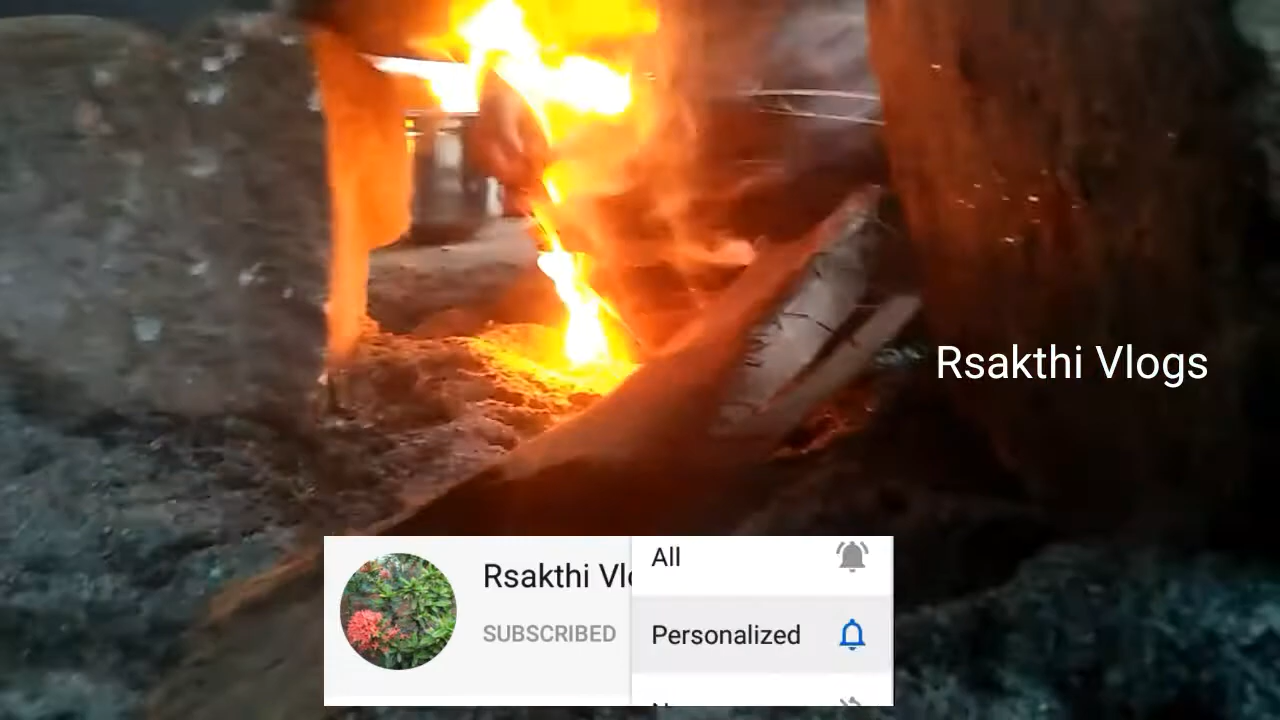 Rsakthi Vlogs
Rsakthi Vl
SUBSCRIBED
All
Personalized